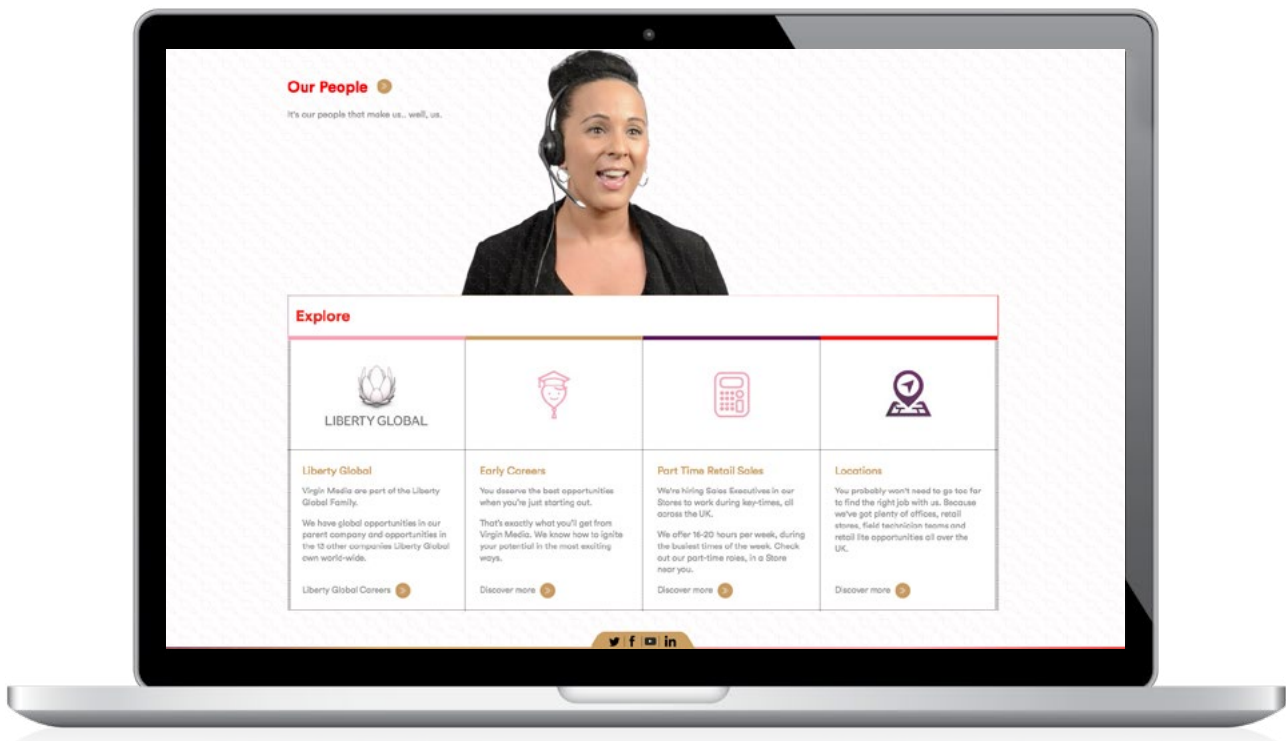 Our People
It's our people that make us.. well, us.
Explore
LIBERTY GLOBAL
Liberty Global
Virgin Media are part of the Liberty
Global Family.
We have global opportunities in our
parent company and opportunities in
the 13 other companies Liberty Global
own world-wide.
Liberty Global Careers
Early Careers
You deserve the best opportunities
when you're just starting out.
That's exactly what you'll get from
Virgin Media. We know how to ignite
your potential in the most exciting
ways.
Discover more
Part Time Retail Sales
We're hiring Sales Executives in our
Stores to work during key-times, all
across the UK.
We offer 16-20 hours per week, during
the busiest times of the week. Check
out our part-time roles, in a Store
near you.
Discover more
Locations
You probably won't need to go too far
to find the right job with us. Because
we've got plenty of offices, retail
stores, field technician teams and
retail lite opportunities all over the
UK.
Discover more